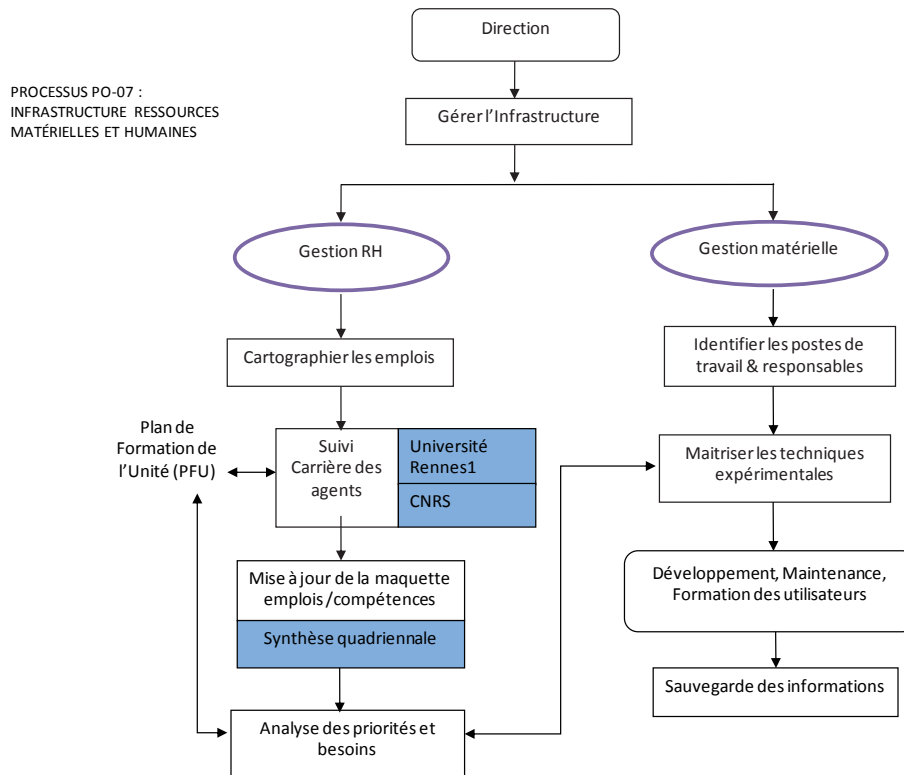 Direction
PROCESSUS PO-07 :
INFRASTRUCTURE RESSOURCES
MATÉRIELLES ET HUMAINES
Gérer l'Infrastructure
Gestion RH
Gestion matérielle
Cartographier les emplois
Identifier les postes de
travail & responsables
Plan de
Formation de
l'Unité (PFU)
Suivi
Carrière des
agents
Université
Rennes1
CNRS
Maitriser les techniques
expérimentales
Mise à jour de la maquette
emplois/compétences
Synthèse quadriennale
Développement, Maintenance,
Formation des utilisateurs
Sauvegarde des informations
Analyse des priorités et
besoins